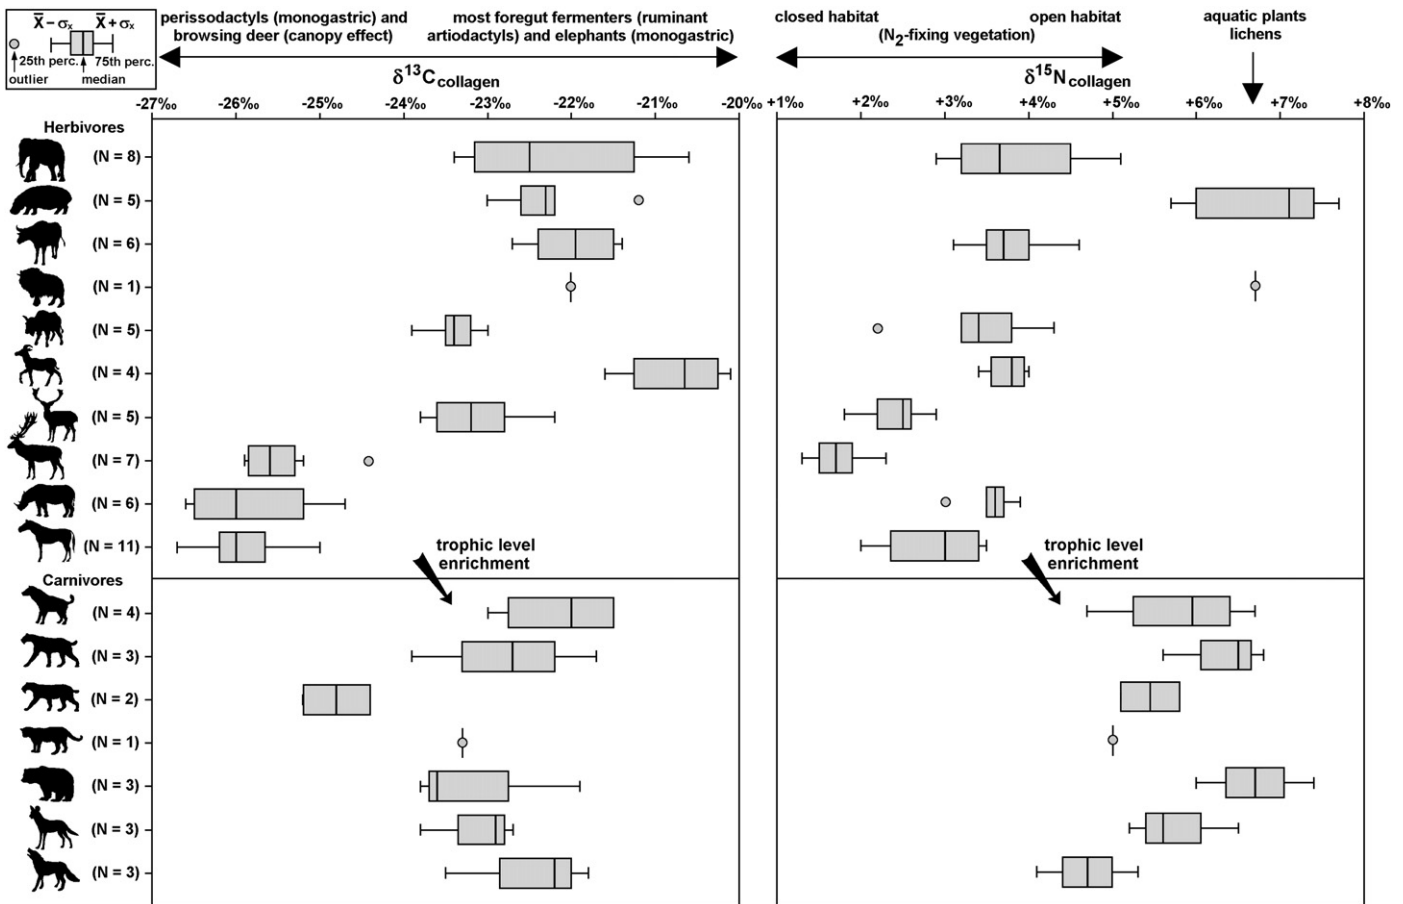 X̅ – σₓ X̅ + σₓ
25th perc. 75th perc.
outlier median
perissodactyls (monogastric) and
browsing deer (canopy effect)
most foregut fermenters (ruminant
artiodactyls) and elephants (monogastric)
closed habitat open habitat
(N₂-fixing vegetation)
aquatic plants
lichens
δ¹³Ccollagen δ¹⁵Ncollagen
-27‰ -26‰ -25‰ -24‰ -23‰ -22‰ -21‰ -20‰ +1‰ +2‰ +3‰ +4‰ +5‰ +6‰ +7‰ +8‰
Herbivores
(N = 8)
(N = 5)
(N = 6)
(N = 1)
(N = 5)
(N = 4)
(N = 5)
(N = 7)
(N = 6)
(N = 11)
trophic level
enrichment
trophic level
enrichment
Carnivores
(N = 4)
(N = 3)
(N = 2)
(N = 1)
(N = 3)
(N = 3)
(N = 3)